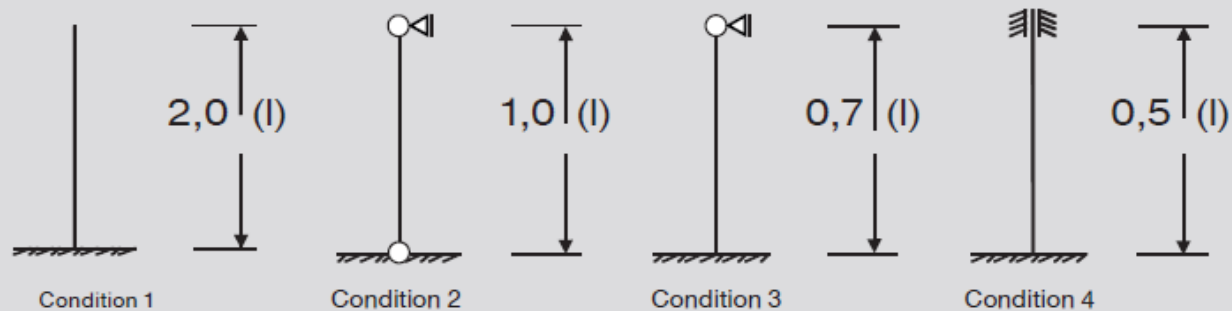 2,0 (l) 1,0 (l) 0,7 (l) 0,5 (l)
Condition 1 Condition 2 Condition 3 Condition 4